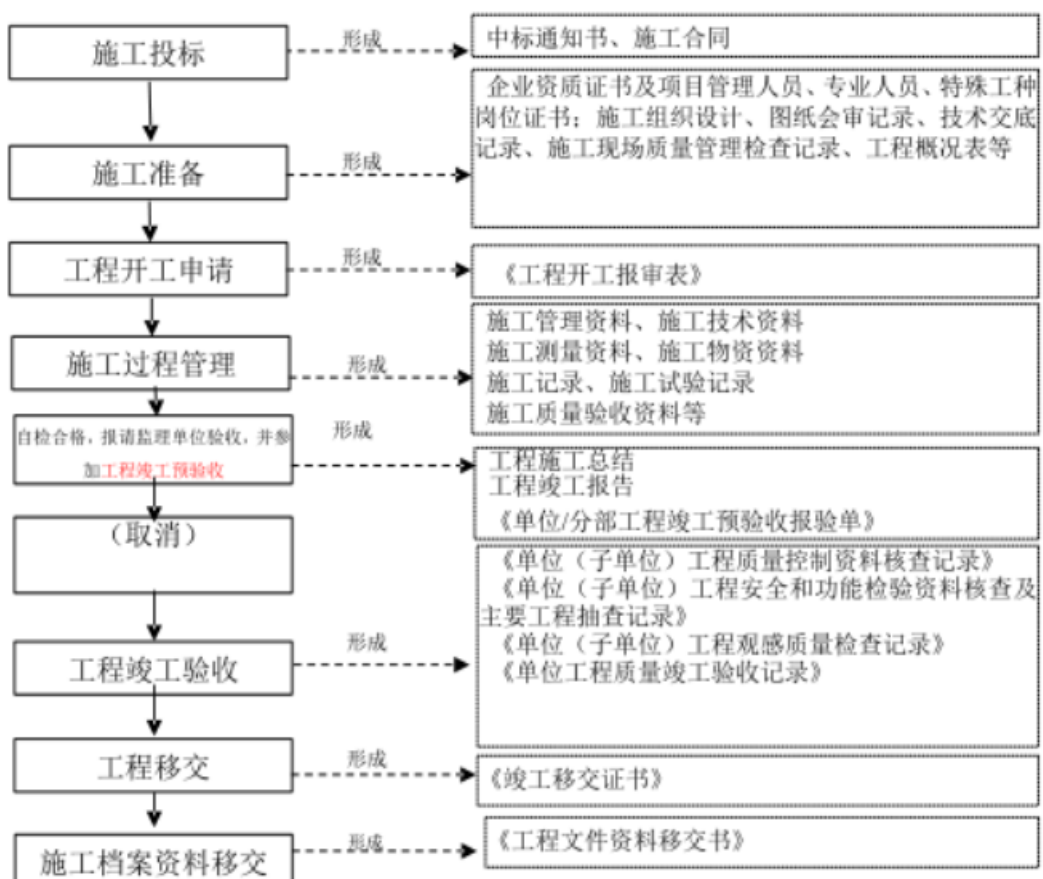 施工投标
形成
中标通知书、施工合同
企业资质证书及项目管理人员、专业人员、特殊工种
岗位证书；施工组织设计、图纸会审记录、技术交底
记录、施工现场质量管理检查记录、工程概况表等
施工准备
形成
工程开工申请
形成
《工程开工报审表》
施工过程管理
形成
施工管理资料、施工技术资料
施工测量资料、施工物资资料
施工记录、施工试验记录
施工质量验收资料等
自检合格，报请监理单位验收，并参
加工程竣工预验收
形成
工程施工总结
工程竣工报告
《单位/分部工程竣工预验收报验单》
（取消）
《单位（子单位）工程质量控制资料核查记录》
《单位（子单位）工程安全和功能检验资料核查及
主要工程抽查记录》
《单位（子单位）工程观感质量检查记录》
《单位工程质量竣工验收记录》
工程竣工验收
形成
工程移交
形成
《竣工移交证书》
施工档案资料移交
形成
《工程文件资料移交书》